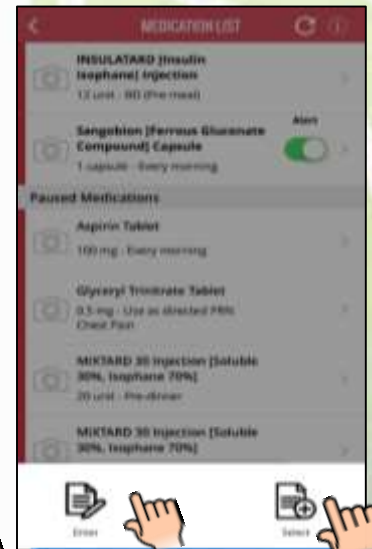 MEDICATION LIST
INSULATARD [Insulin
Isophane] Injection
12 unit - BD (Pre-meal)
Alert
Sangobion [Ferrous Gluconate
Compound] Capsule
1 capsule - Every morning
Paused Medications
Aspirin Tablet
100 mg - Every morning
Glyceryl Trinitrate Tablet
0.5 mg - Use as directed PRN
Chest Pain
MIXTARD 30 Injection [Soluble
30%, Isophane 70%]
20 unit - Pre-dinner
MIXTARD 30 Injection [Soluble
30%, Isophane 70%]
Enter
Select